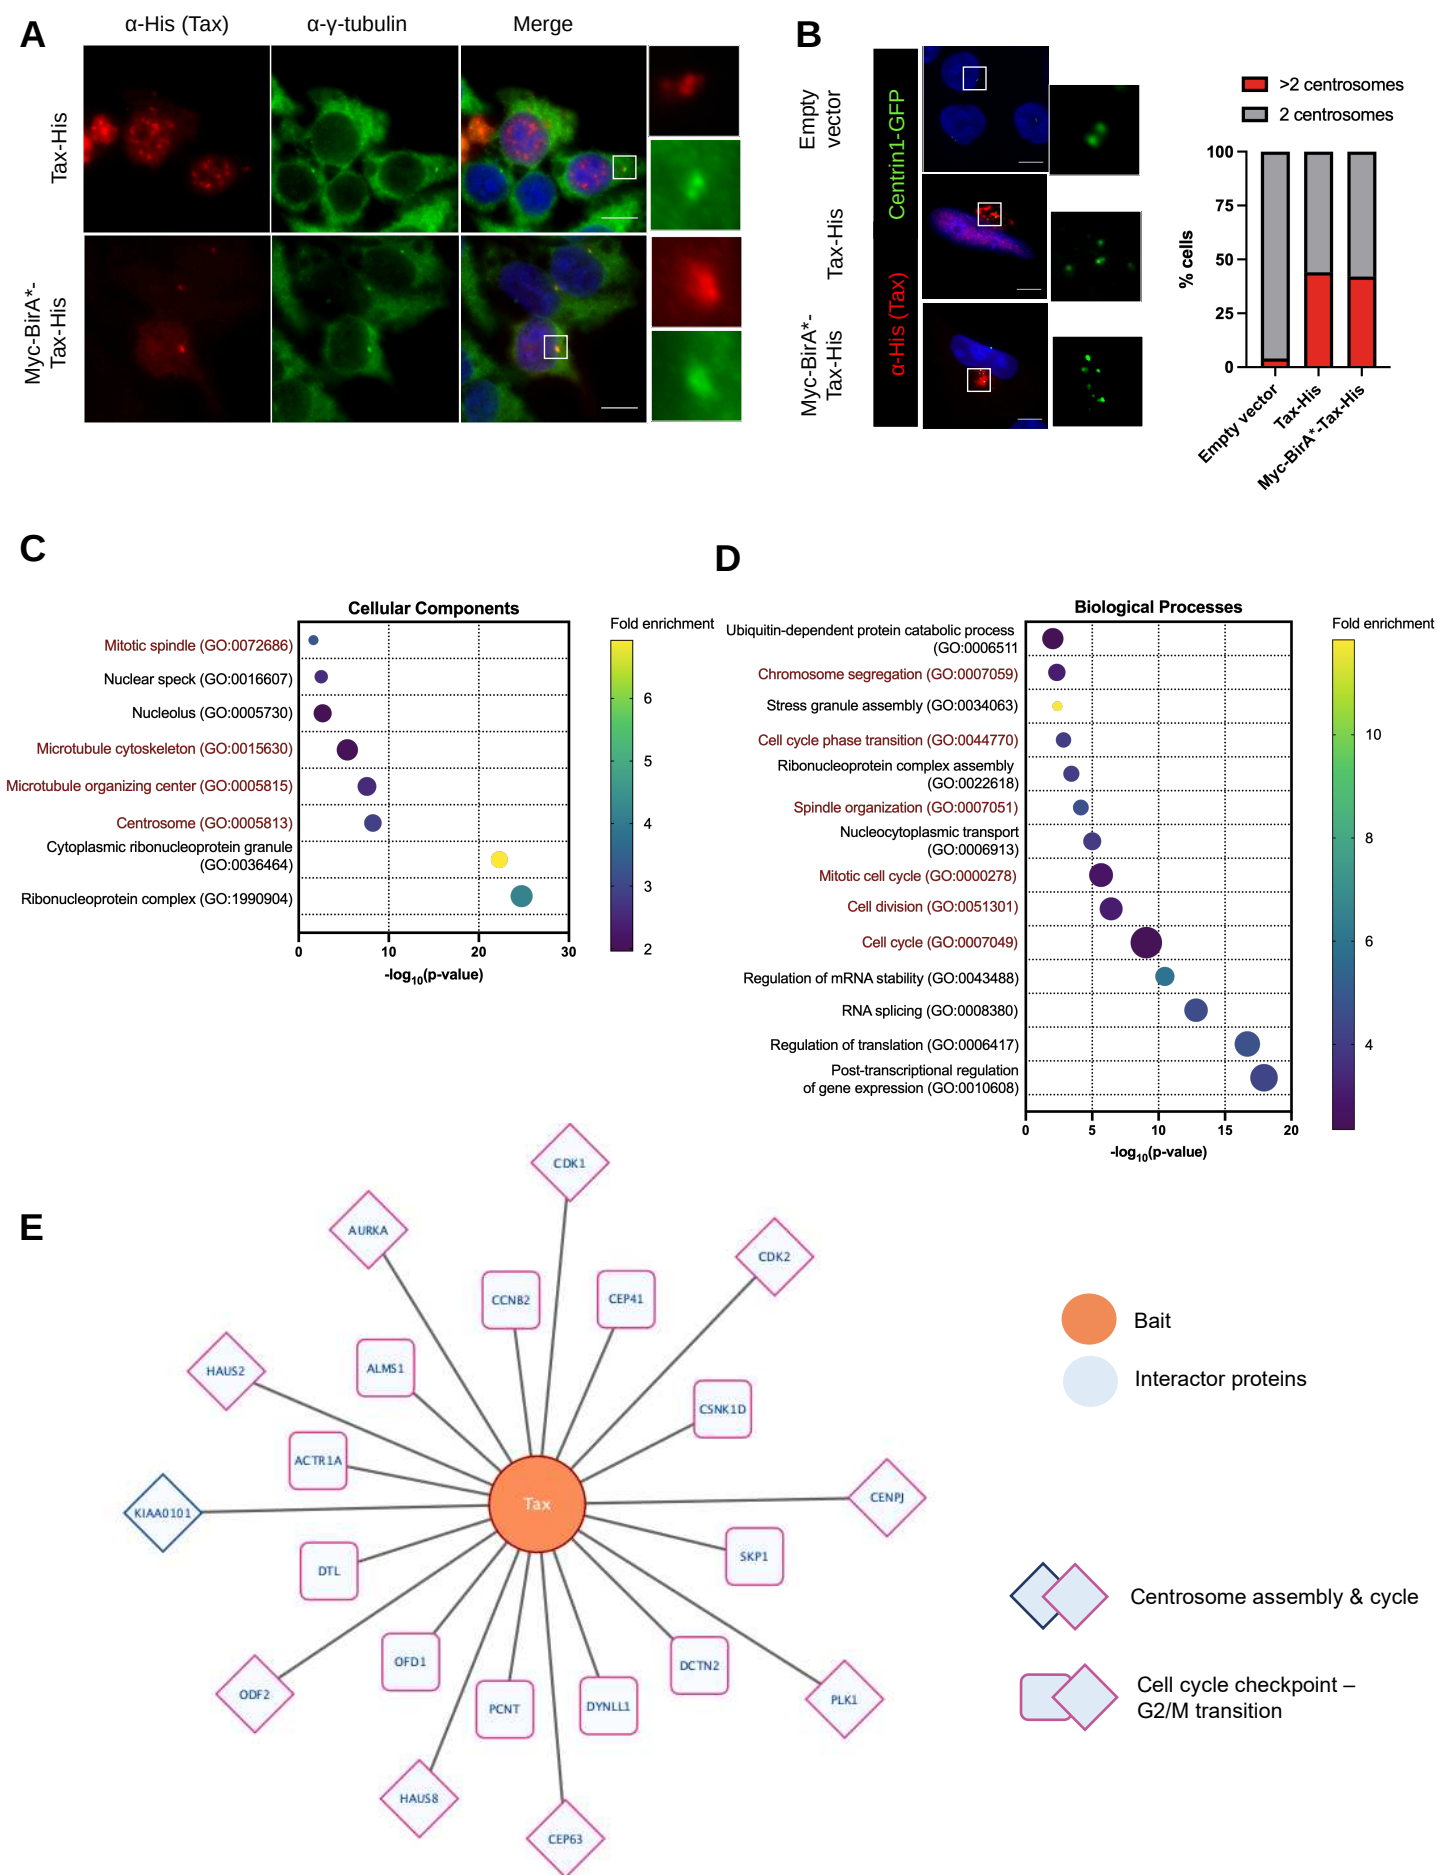 A
α-His (Tax)
α-γ-tubulin
Merge
Tax-His
Myc-BirA*-
Tax-His
B
Empty
vector
Tax-His
Myc-BirA*-
Tax-His
α-His (Tax)
Centrin1-GFP
>2 centrosomes
2 centrosomes
% cells
100
75
50
25
0
Empty vector
Tax-His
Myc-BirA*-Tax-His
C
Cellular Components
Mitotic spindle (GO:0072686)
Nuclear speck (GO:0016607)
Nucleolus (GO:0005730)
Microtubule cytoskeleton (GO:0015630)
Microtubule organizing center (GO:0005815)
Centrosome (GO:0005813)
Cytoplasmic ribonucleoprotein granule
(GO:0036464)
Ribonucleoprotein complex (GO:1990904)
0 10 20 30
-log10(p-value)
Fold enrichment
6
5
4
3
2
D
Biological Processes
Ubiquitin-dependent protein catabolic process
(GO:0006511
Chromosome segregation (GO:0007059)
Stress granule assembly (GO:0034063)
Cell cycle phase transition (GO:0044770)
Ribonucleoprotein complex assembly
(GO:0022618)
Spindle organization (GO:0007051)
Nucleocytoplasmic transport
(GO:0006913)
Mitotic cell cycle (GO:0000278)
Cell division (GO:0051301)
Cell cycle (GO:0007049)
Regulation of mRNA stability (GO:0043488)
RNA splicing (GO:0008380)
Regulation of translation (GO:0006417)
Post-transcriptional regulation
of gene expression (GO:0010608)
0 5 10 15 20
-log10(p-value)
Fold enrichment
10
8
6
4
E
CDK1
AURKA
CDK2
CCNB2
CEP41
ALMS1
HAUS2
CSNK1D
ACTR1A
CENPJ
KIAA0101
Tax
SKP1
DTL
OFD1
DCTN2
ODF2
PCNT
DYNLL1
PLK1
HAUS8
CEP63
Bait
Interactor proteins
Centrosome assembly & cycle
Cell cycle checkpoint –
G2/M transition